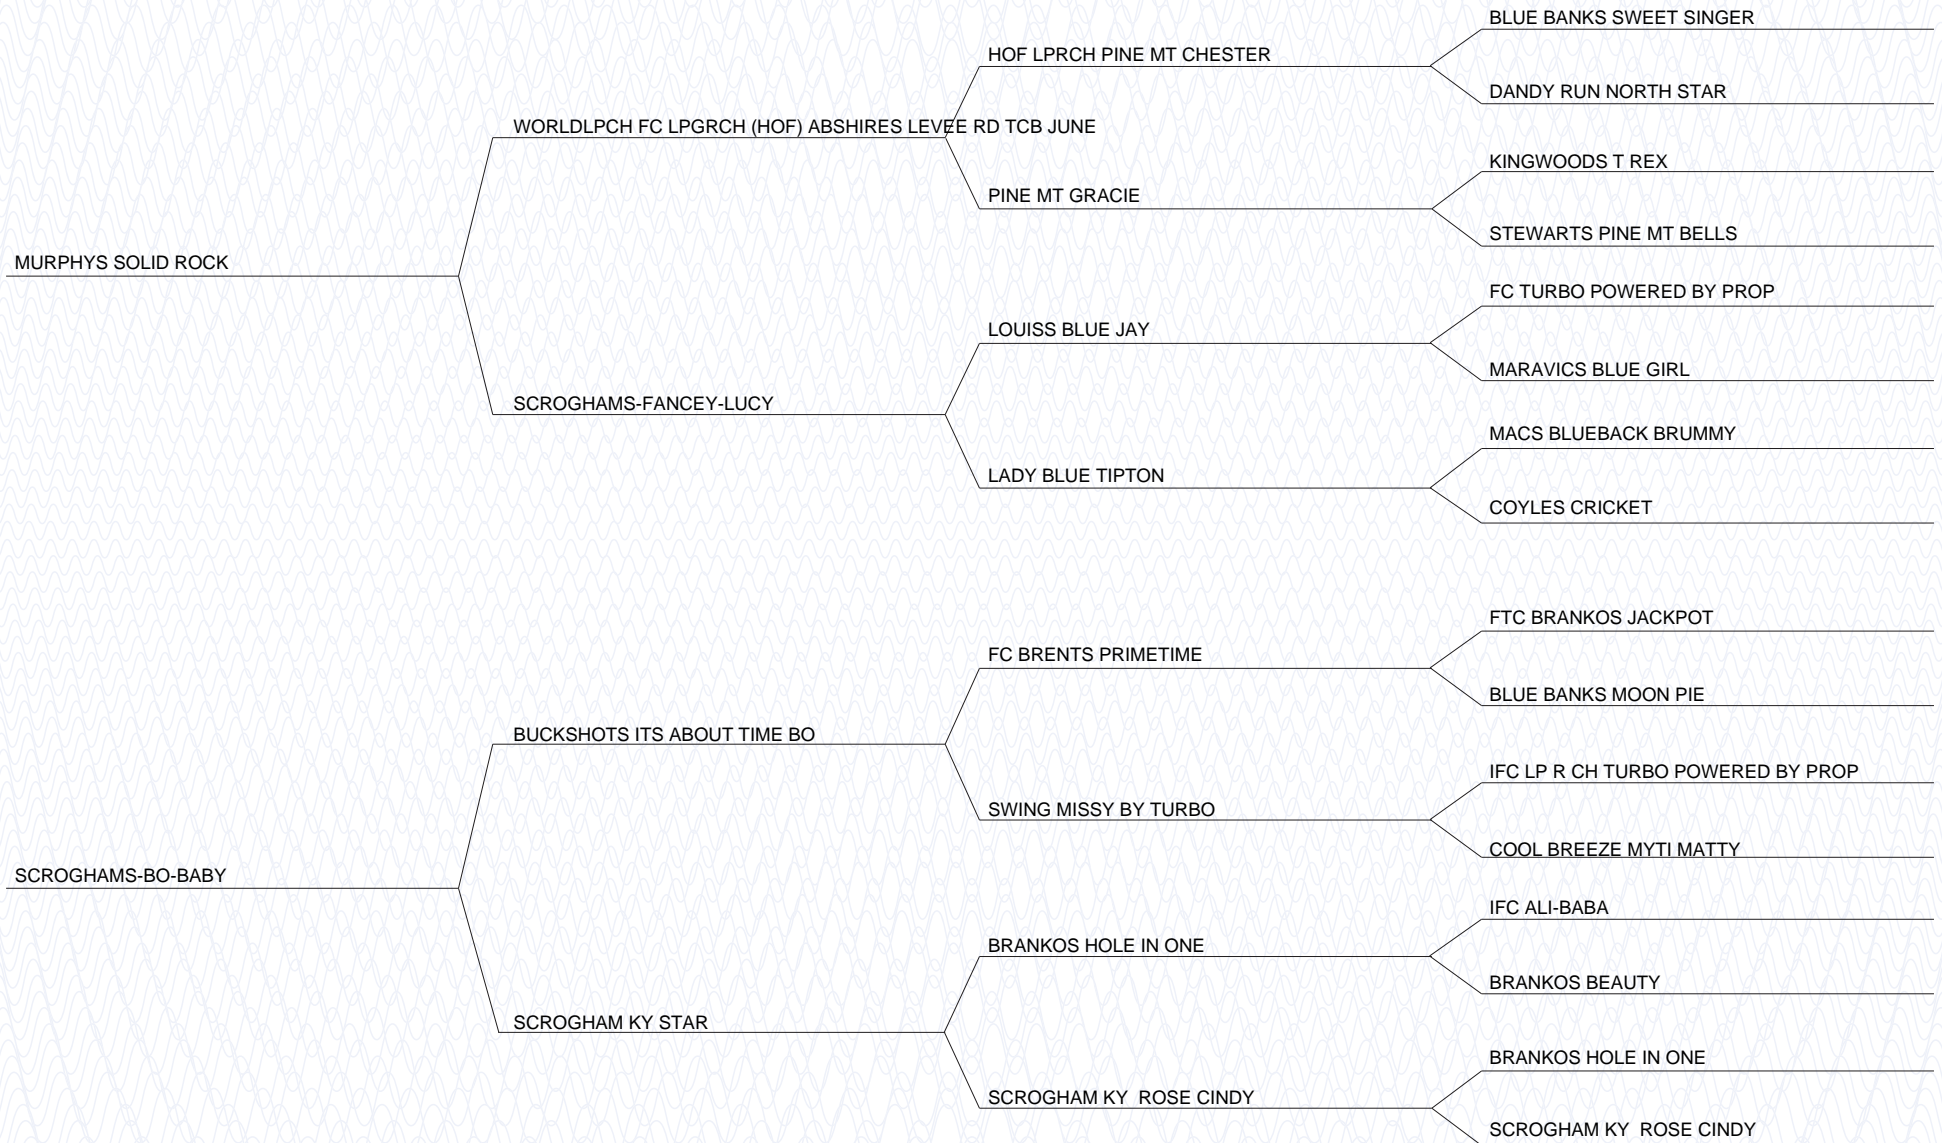 BLUE BANKS SWEET SINGER
HOF LPRCH PINE MT CHESTER
DANDY RUN NORTH STAR
WORLDLPCH FC LPGRCH (HOF) ABSHIRES LEVEE RD TCB JUNE
KINGWOODS T REX
PINE MT GRACIE
STEWARTS PINE MT BELLS
MURPHYS SOLID ROCK
FC TURBO POWERED BY PROP
LOUISS BLUE JAY
MARAVICS BLUE GIRL
SCROGHAMS-FANCEY-LUCY
MACS BLUEBACK BRUMMY
LADY BLUE TIPTON
COYLES CRICKET
FTC BRANKOS JACKPOT
FC BRENTS PRIMETIME
BLUE BANKS MOON PIE
BUCKSHOTS ITS ABOUT TIME BO
IFC LP R CH TURBO POWERED BY PROP
SWING MISSY BY TURBO
COOL BREEZE MYTI MATTY
SCROGHAMS-BO-BABY
IFC ALI-BABA
BRANKOS HOLE IN ONE
BRANKOS BEAUTY
SCROGHAM KY STAR
BRANKOS HOLE IN ONE
SCROGHAM KY  ROSE CINDY
SCROGHAM KY  ROSE CINDY